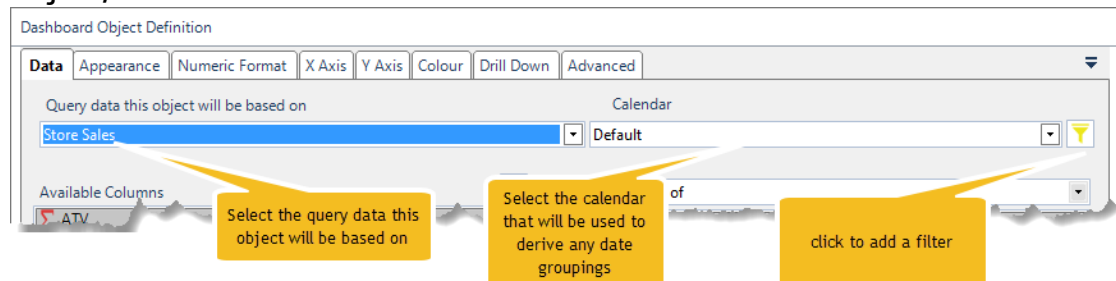 Dashboard Object Definition
Data Appearance Numeric Format X Axis Y Axis Colour Drill Down Advanced
Query data this object will be based on Calendar
Store Sales Default
Available Columns of
ATV
Select the query data this
object will be based on
Select the calendar
that will be used to
derive any date
groupings
click to add a filter